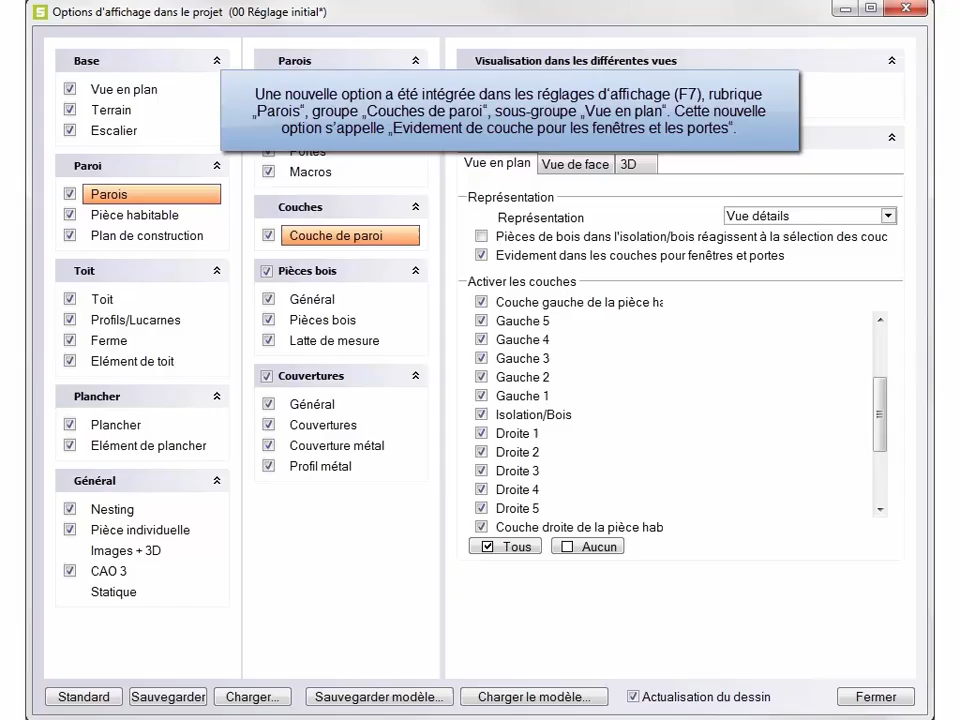 Options d'affichage dans le projet (00 Réglage initial*)
Base
Vue en plan
Terrain
Escalier
Paroi
Parois
Pièce habitable
Plan de construction
Toit
Toit
Profils/Lucarnes
Ferme
Elément de toit
Plancher
Plancher
Elément de plancher
Général
Nesting
Pièce individuelle
Images + 3D
CAO 3
Statique
Parois
Portes
Macros
Couches
Couche de paroi
Pièces bois
Général
Pièces bois
Latte de mesure
Couvertures
Général
Couvertures
Couverture métal
Profil métal
Visualisation dans les différentes vues
Une nouvelle option a été intégrée dans les réglages d'affichage (F7), rubrique
„Parois“, groupe „Couches de paroi“, sous-groupe „Vue en plan“. Cette nouvelle
option s'appelle „Evidement de couche pour les fenêtres et les portes“.
Vue en plan Vue de face 3D
Représentation
Représentation Vue détails
Pièces de bois dans l'isolation/bois réagissent à la sélection des couc
Evidement dans les couches pour fenêtres et portes
Activer les couches
Couche gauche de la pièce ha
Gauche 5
Gauche 4
Gauche 3
Gauche 2
Gauche 1
Isolation/Bois
Droite 1
Droite 2
Droite 3
Droite 4
Droite 5
Couche droite de la pièce hab
Tous Aucun
Standard Sauvegarder Charger... Sauvegarder modèle... Charger le modèle... Actualisation du dessin Fermer